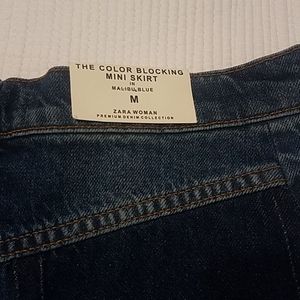 THE COLOR BLOCKING
MINI SKIRT
IN
MALIBU BLUE
M
ZARA WOMAN
PREMIUM DENIM COLLECTION